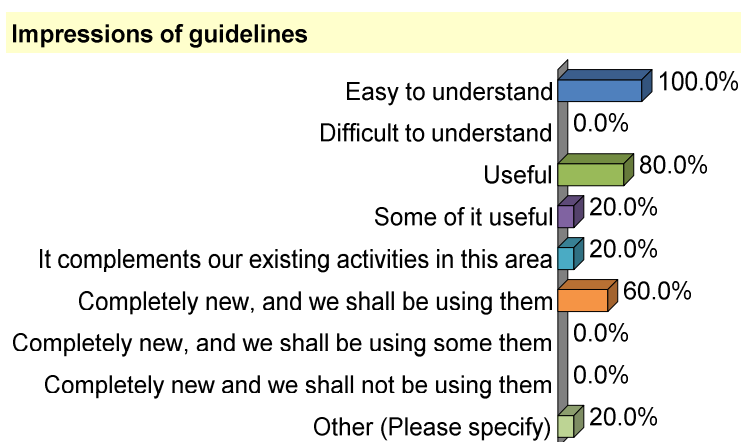 Impressions of guidelines
Easy to understand 100.0%
Difficult to understand 0.0%
Useful 80.0%
Some of it useful 20.0%
It complements our existing activities in this area 20.0%
Completely new, and we shall be using them 60.0%
Completely new, and we shall be using some them 0.0%
Completely new and we shall not be using them 0.0%
Other (Please specify) 20.0%